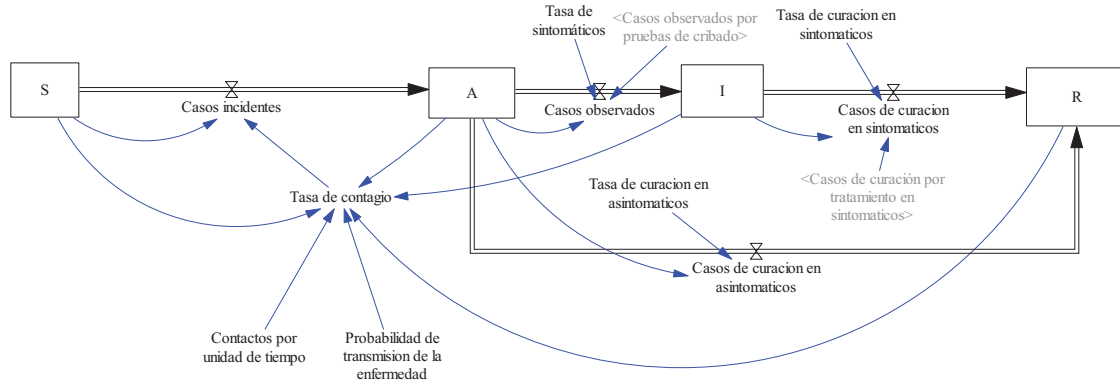 Tasa de
sintomáticos
<Casos observados por
pruebas de cribado>
Tasa de curacion en
sintomaticos
S
A
I
R
Casos incidentes
Casos observados
Casos de curacion
en sintomaticos
Tasa de contagio
Tasa de curacion en
asintomaticos
<Casos de curación por
tratamiento en
sintomaticos>
Casos de curacion en
asintomaticos
Contactos por
unidad de tiempo
Probabilidad de
transmision de la
enfermedad